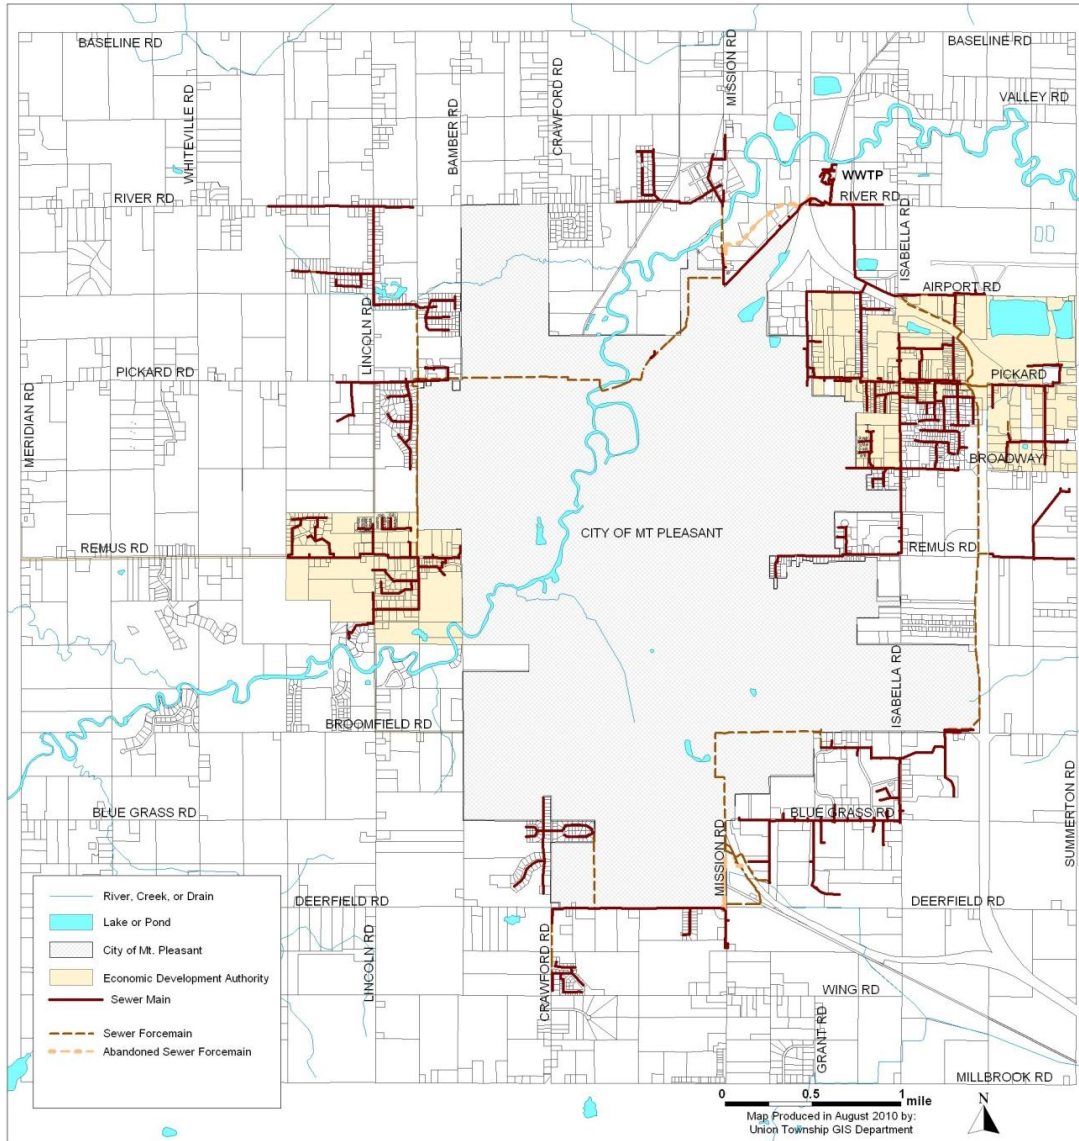 BASELINE RD
BASELINE RD
MISSION RD
CRAWFORD RD
BAMBER RD
WHITEVILLE RD
VALLEY RD
WWTP
RIVER RD
RIVER RD
ISABELLA RD
AIRPORT RD
LINCOLN RD
PICKARD RD
PICKARD
MERIDIAN RD
BROADWAY
CITY OF MT PLEASANT
REMUS RD
REMUS RD
ISABELLA RD
BROOMFIELD RD
SUMMERTON RD
BLUE GRASS RD
BLUE GRASS RD
MISSION RD
DEERFIELD RD
DEERFIELD RD
LINCOLN RD
CRAWFORD RD
WING RD
GRANT RD
MILLBROOK RD
River, Creek, or Drain
Lake or Pond
City of Mt. Pleasant
Economic Development Authority
Sewer Main
Sewer Forcemain
Abandoned Sewer Forcemain
0 0.5 1
mile
Map Produced in August 2010 by:
Union Township GIS Department
N